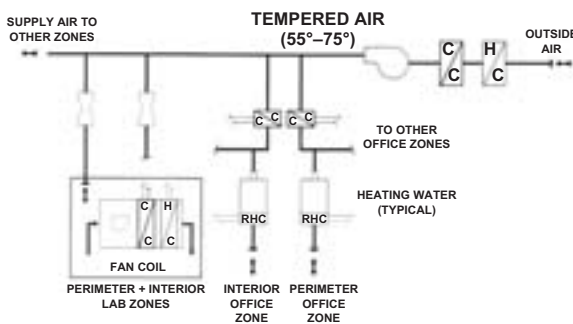 SUPPLY AIR TO
OTHER ZONES
TEMPERED AIR
(55°–75°)
OUTSIDE
AIR
C
C
H
C
C C
C C
TO OTHER
OFFICE ZONES
HEATING WATER
(TYPICAL)
C H
C C
RHC
RHC
FAN COIL
PERIMETER + INTERIOR
LAB ZONES
INTERIOR
OFFICE
ZONE
PERIMETER
OFFICE
ZONE